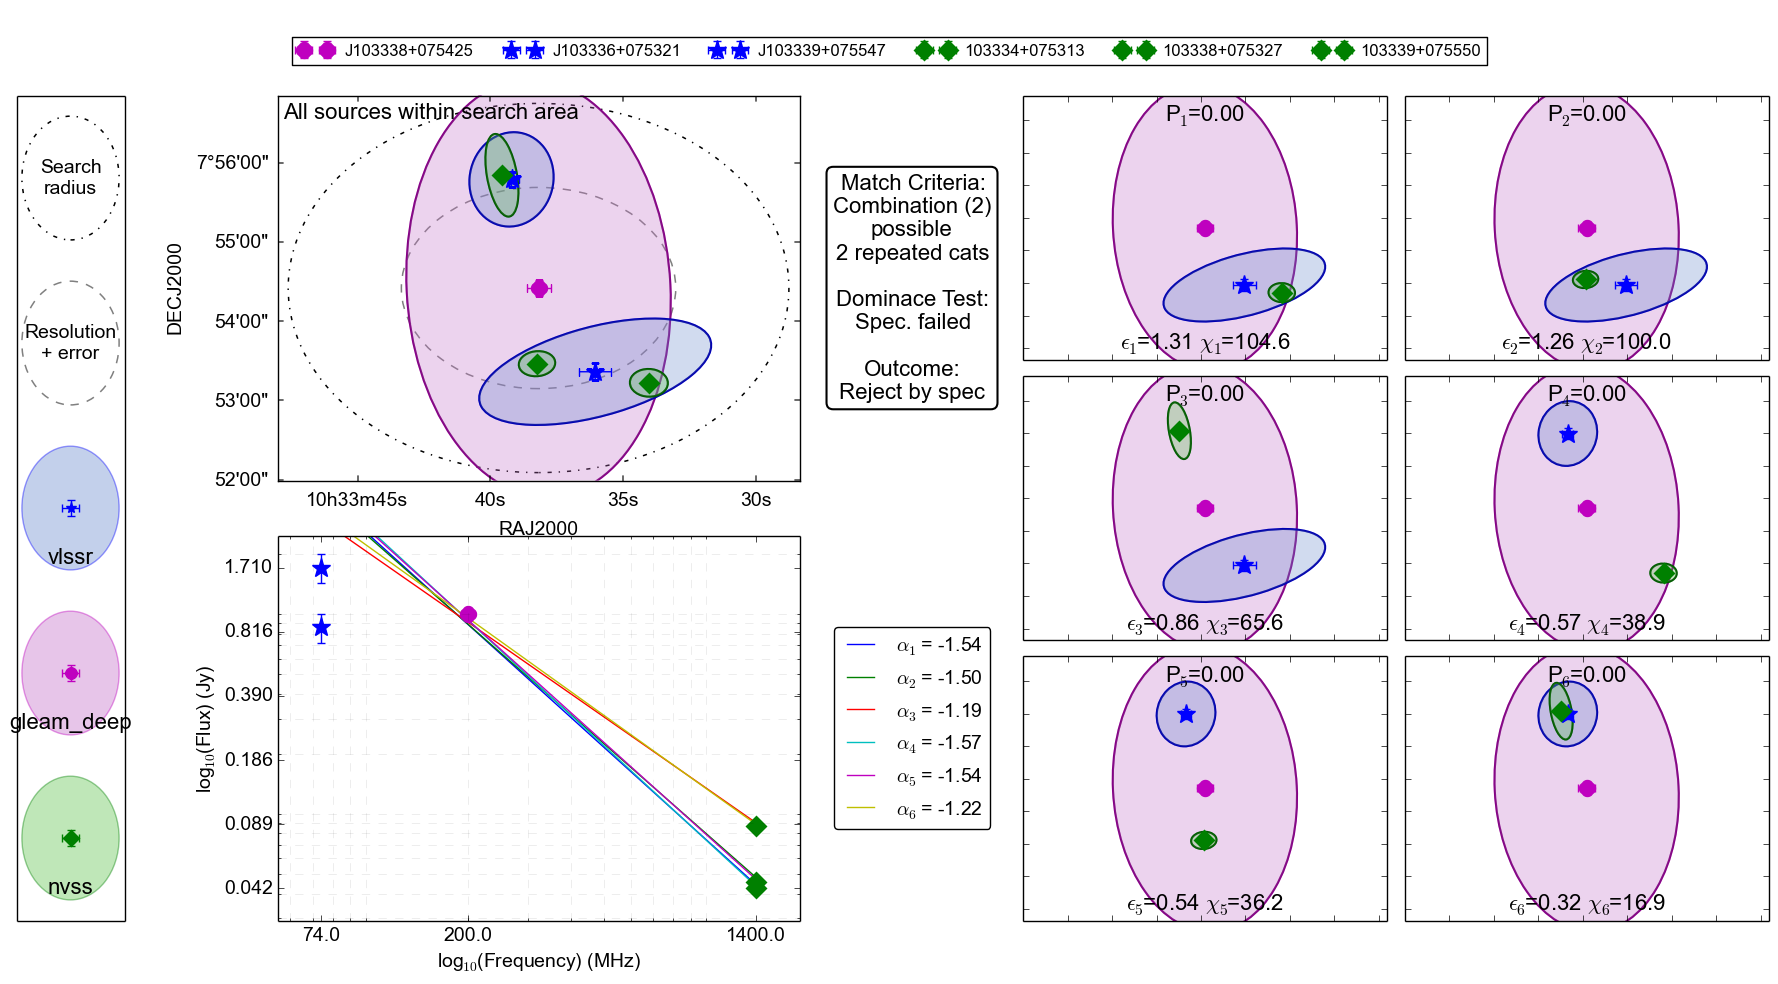 J103338+075425 J103336+075321 J103339+075547 103334+075313 103338+075327 103339+075550
Search
radius
Resolution
+ error
vlssr
gleam_deep
nvss
All sources within search area
DECJ2000
7°56'00"
7°55'00"
54'00"
53'00"
52'00"
10h33m45s 40s 35s 30s
RAJ2000
Match Criteria:
Combination (2)
possible
2 repeated cats
Dominace Test:
Spec. failed
Outcome:
Reject by spec
log₁₀(Flux) (Jy)
1.710
0.816
0.390
0.186
0.089
0.042
74.0 200.0 1400.0
log₁₀(Frequency) (MHz)
α₁ = -1.54
α₂ = -1.50
α₃ = -1.19
α₄ = -1.57
α₅ = -1.54
α₆ = -1.22
P₁=0.00
ϵ₁=1.31 χ₁=104.6
P₂=0.00
ϵ₂=1.26 χ₂=100.0
P₃=0.00
ϵ₃=0.86 χ₃=65.6
P₄=0.00
ϵ₄=0.57 χ₄=38.9
P₅=0.00
ϵ₅=0.54 χ₅=36.2
P₆=0.00
ϵ₆=0.32 χ₆=16.9